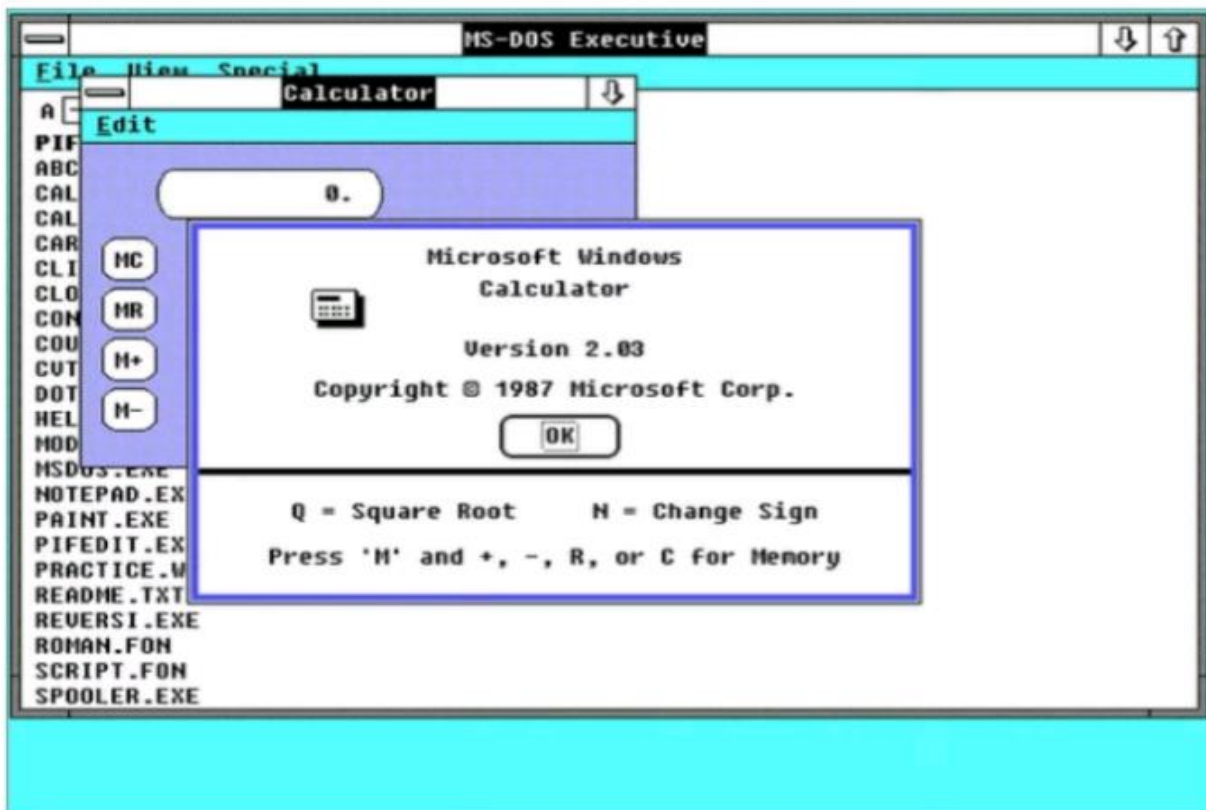 MS-DOS Executive
File View Special
Calculator
A
Edit
PIF
ABC
CAL
0.
CAL
CAR
MC
CLI
CLO
MR
CON
COU
M+
CVT
DOT
M-
HEL
MOD
MSDOS.EXE
NOTEPAD.EX
PAINT.EXE
PIFEDIT.EX
PRACTICE.W
README.TXT
REVERSI.EXE
ROMAN.FON
SCRIPT.FON
SPOOLER.EXE
Microsoft Windows
Calculator
Version 2.03
Copyright © 1987 Microsoft Corp.
OK
Q = Square Root N = Change Sign
Press 'M' and +, -, R, or C for Memory